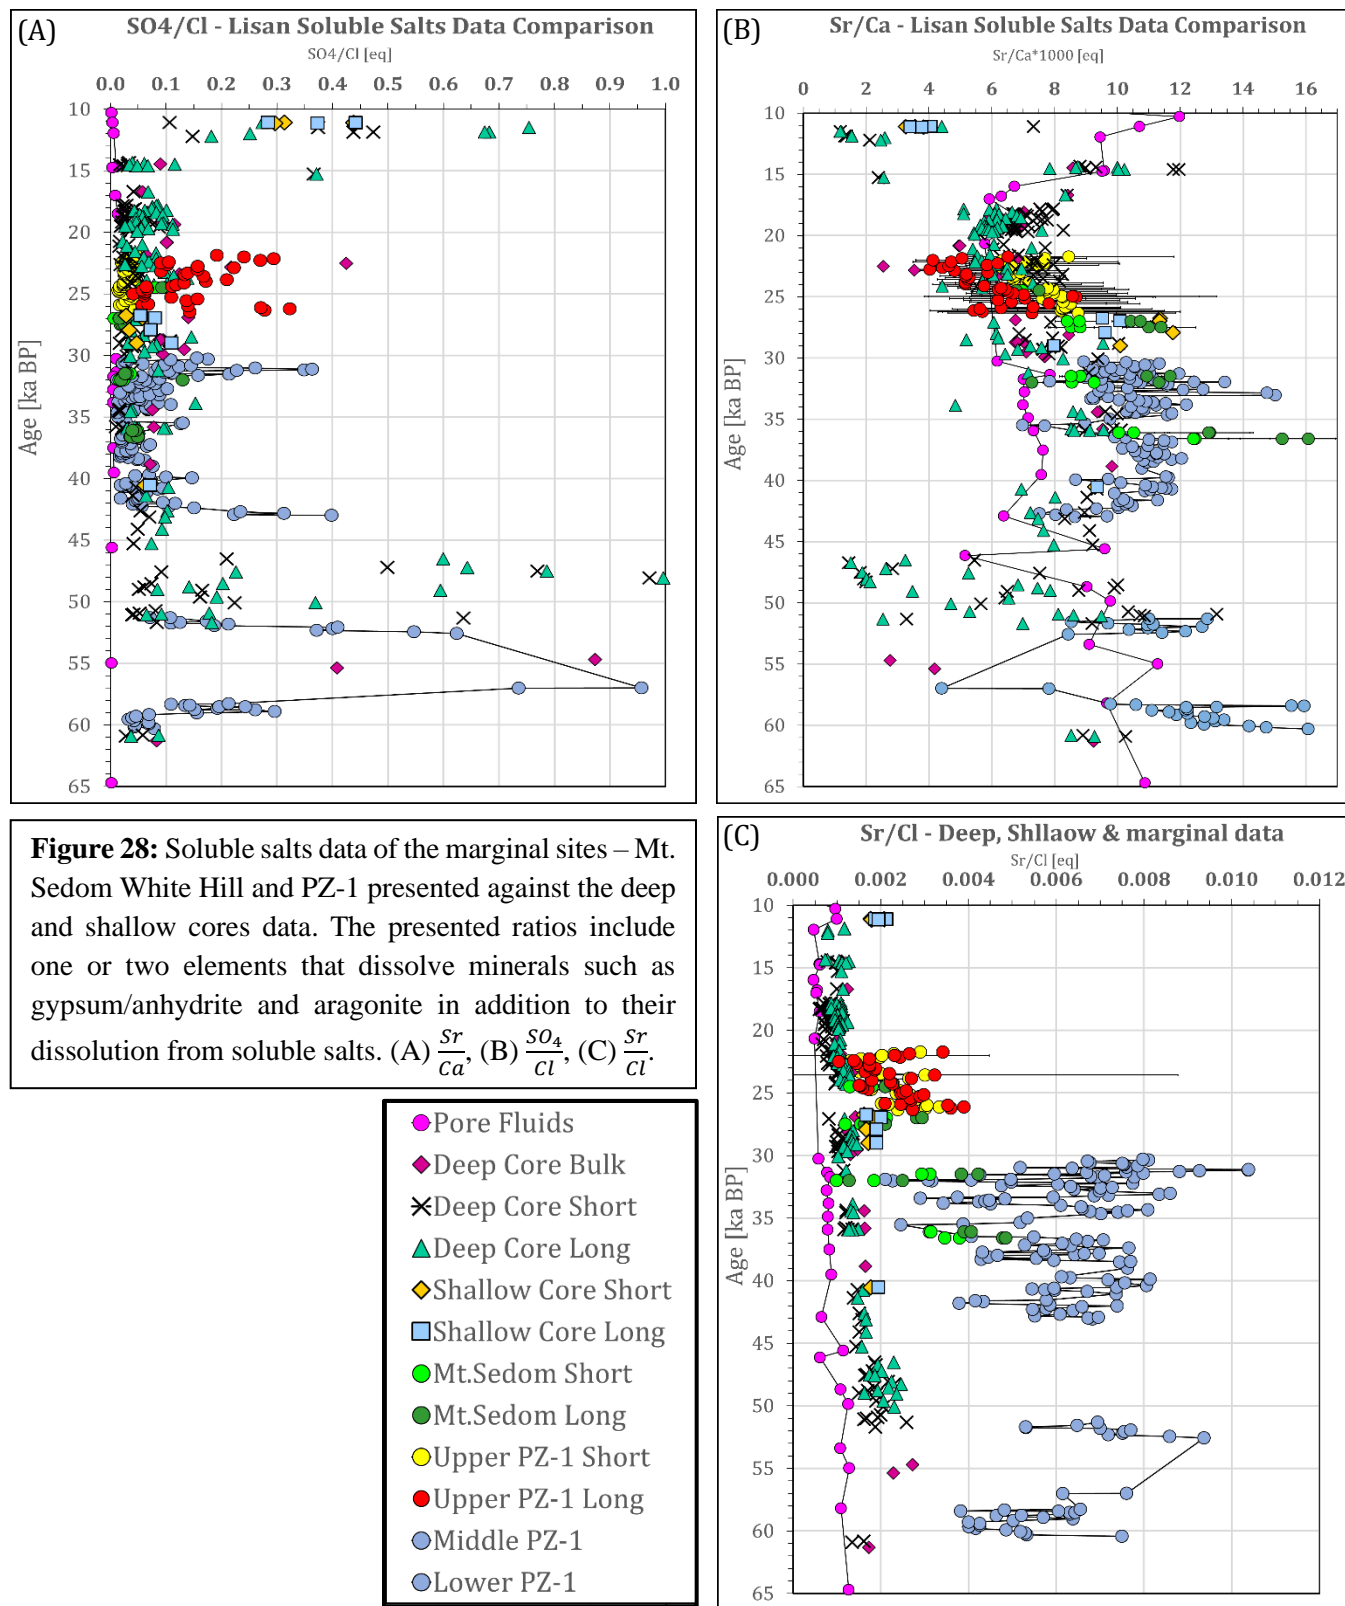 (A)
SO4/Cl - Lisan Soluble Salts Data Comparison
SO4/Cl [eq]
0.0 0.1 0.2 0.3 0.4 0.5 0.6 0.7 0.8 0.9 1.0
10
15
20
25
30
35
40
45
50
55
60
65
Age [ka BP]
(B)
Sr/Ca - Lisan Soluble Salts Data Comparison
Sr/Ca*1000 [eq]
0 2 4 6 8 10 12 14 16
10
15
20
25
30
35
40
45
50
55
60
65
Age [ka BP]
Figure 28: Soluble salts data of the marginal sites – Mt.
Sedom White Hill and PZ-1 presented against the deep
and shallow cores data. The presented ratios include
one or two elements that dissolve minerals such as
gypsum/anhydrite and aragonite in addition to their
dissolution from soluble salts. (A) Sr/Ca, (B) SO4/Cl, (C) Sr/Cl.
(C)
Sr/Cl - Deep, Shllaow & marginal data
Sr/Cl [eq]
0.000 0.002 0.004 0.006 0.008 0.010 0.012
10
15
20
25
30
35
40
45
50
55
60
65
Age [ka BP]
Pore Fluids
Deep Core Bulk
Deep Core Short
Deep Core Long
Shallow Core Short
Shallow Core Long
Mt.Sedom Short
Mt.Sedom Long
Upper PZ-1 Short
Upper PZ-1 Long
Middle PZ-1
Lower PZ-1